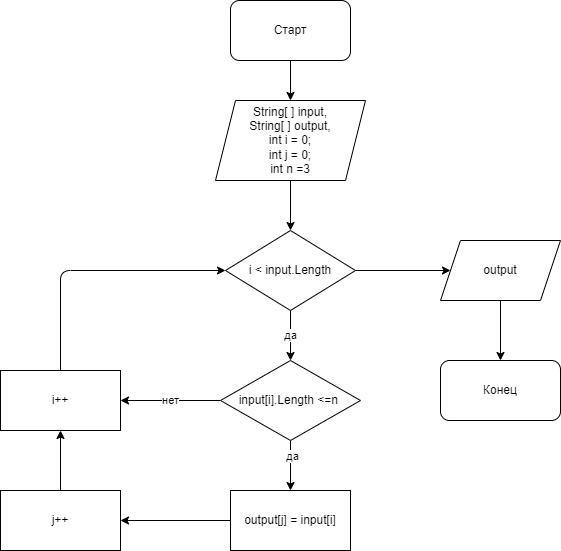 Старт
String[ ] input,
String[ ] output,
int i = 0;
int j = 0;
int n =3
i < input.Length
output
да
Конец
i++
нет
input[i].Length <=n
да
j++
output[j] = input[i]